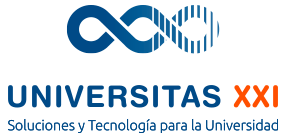 UNIVERSITAS XXI
Soluciones y Tecnología para la Universidad